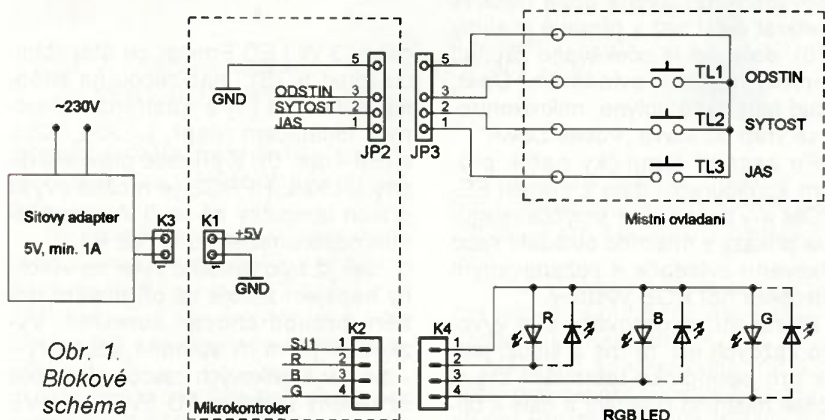 ~230V
Sitovy adapter
5V, min. 1A
K3
K1
+5V
GND
Obr. 1.
Blokové
schéma
GND
ODSTIN
SYTOST
JAS
5
3
2
1
JP2
5
3
2
1
JP3
TL1
ODSTIN
TL2
SYTOST
TL3
JAS
Mistni ovladani
SJ1
R
B
G
K2
1
2
3
4
Mikrokontroler
K4
1
2
3
4
R
B
G
RGB LED